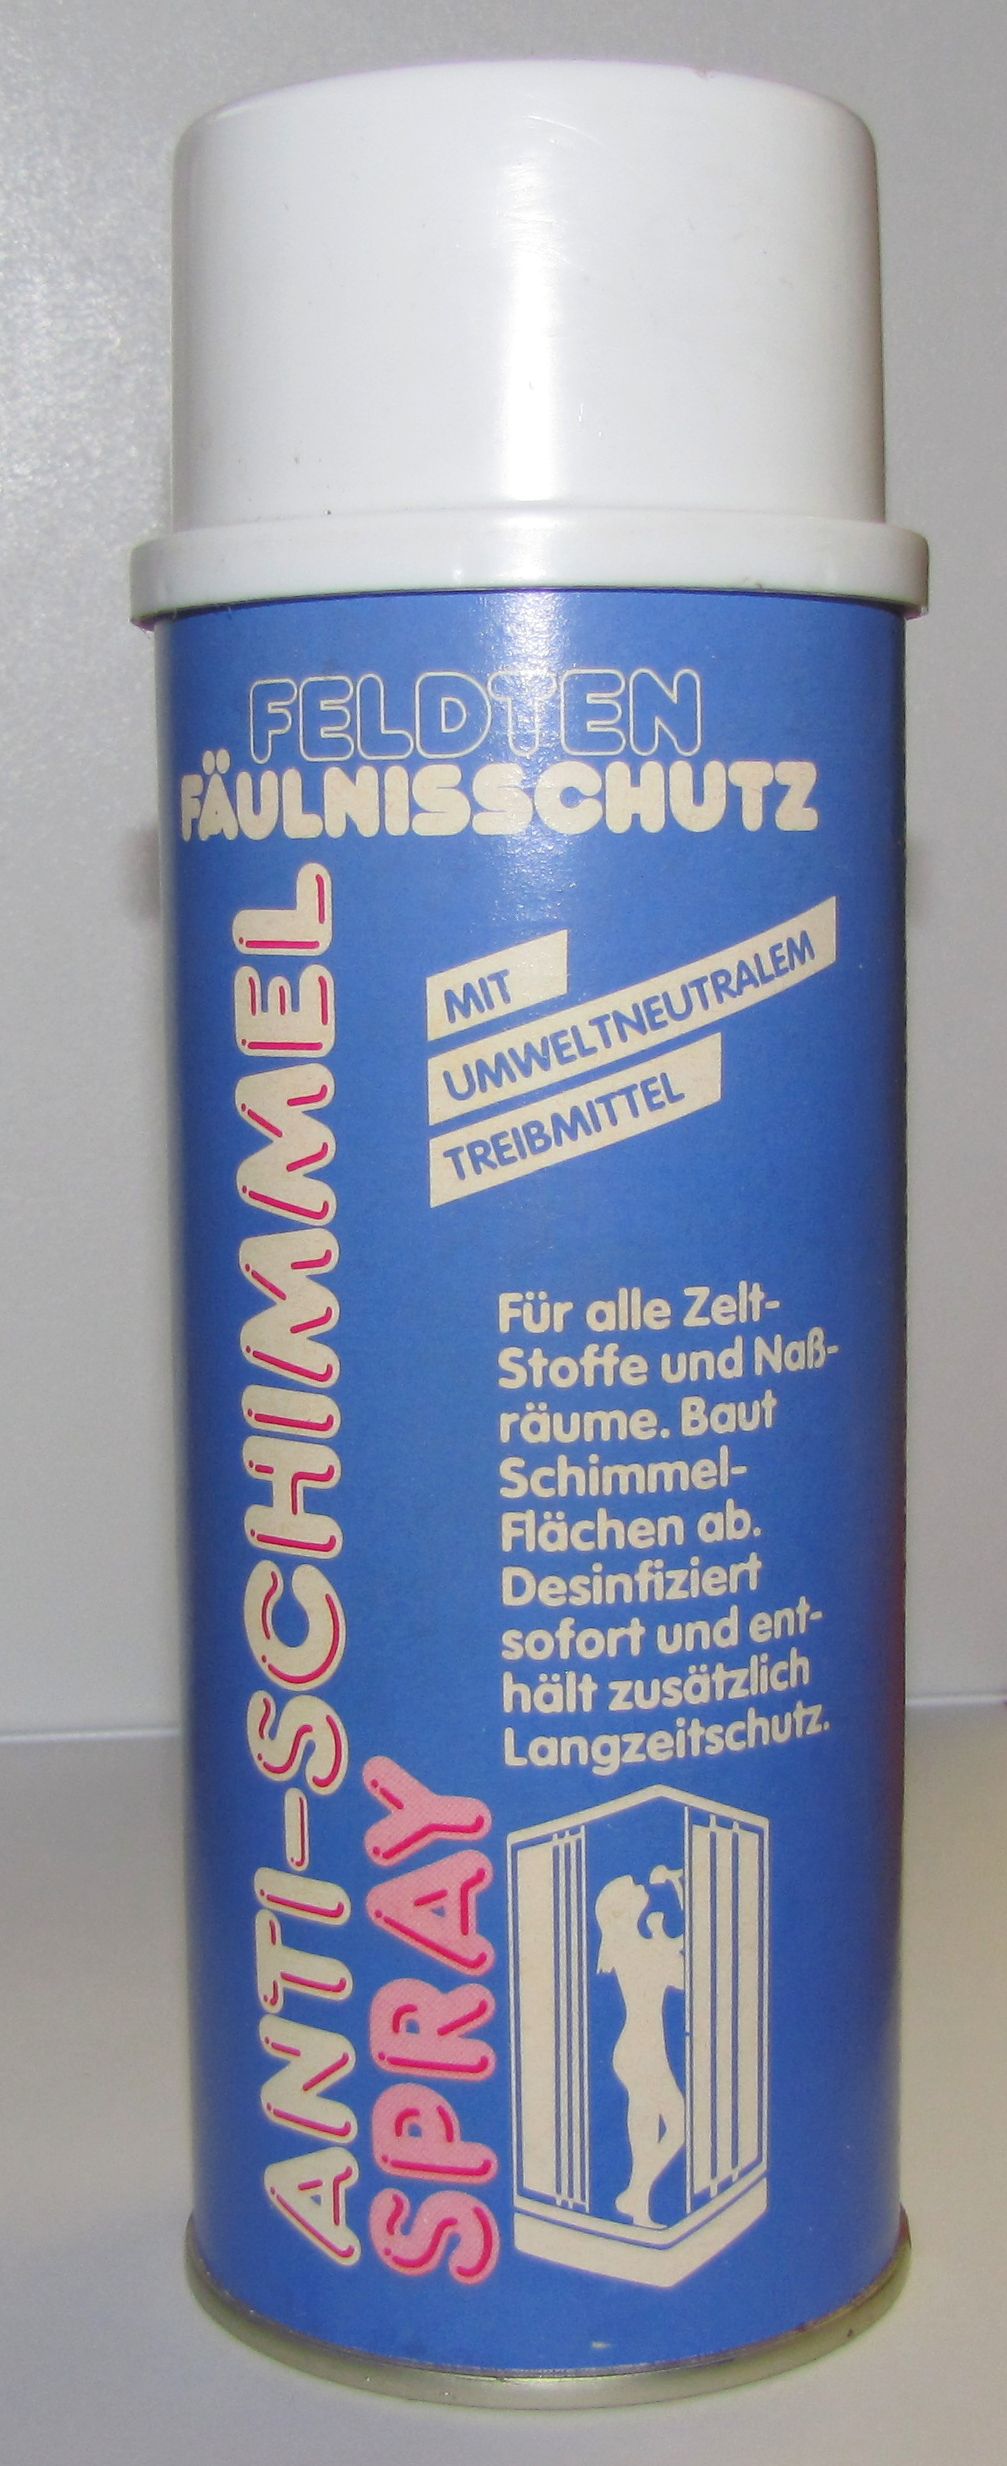 FELDTEN
FÄULNISSCHUTZ
ANTI-SCHIMMEL
SPRAY
MIT
UMWELTNEUTRALEM
TREIBMITTEL
Für alle Zelt-
Stoffe und Naß-
räume. Baut
Schimmel-
Flächen ab.
Desinfiziert
sofort und ent-
hält zusätzlich
Langzeitschutz.